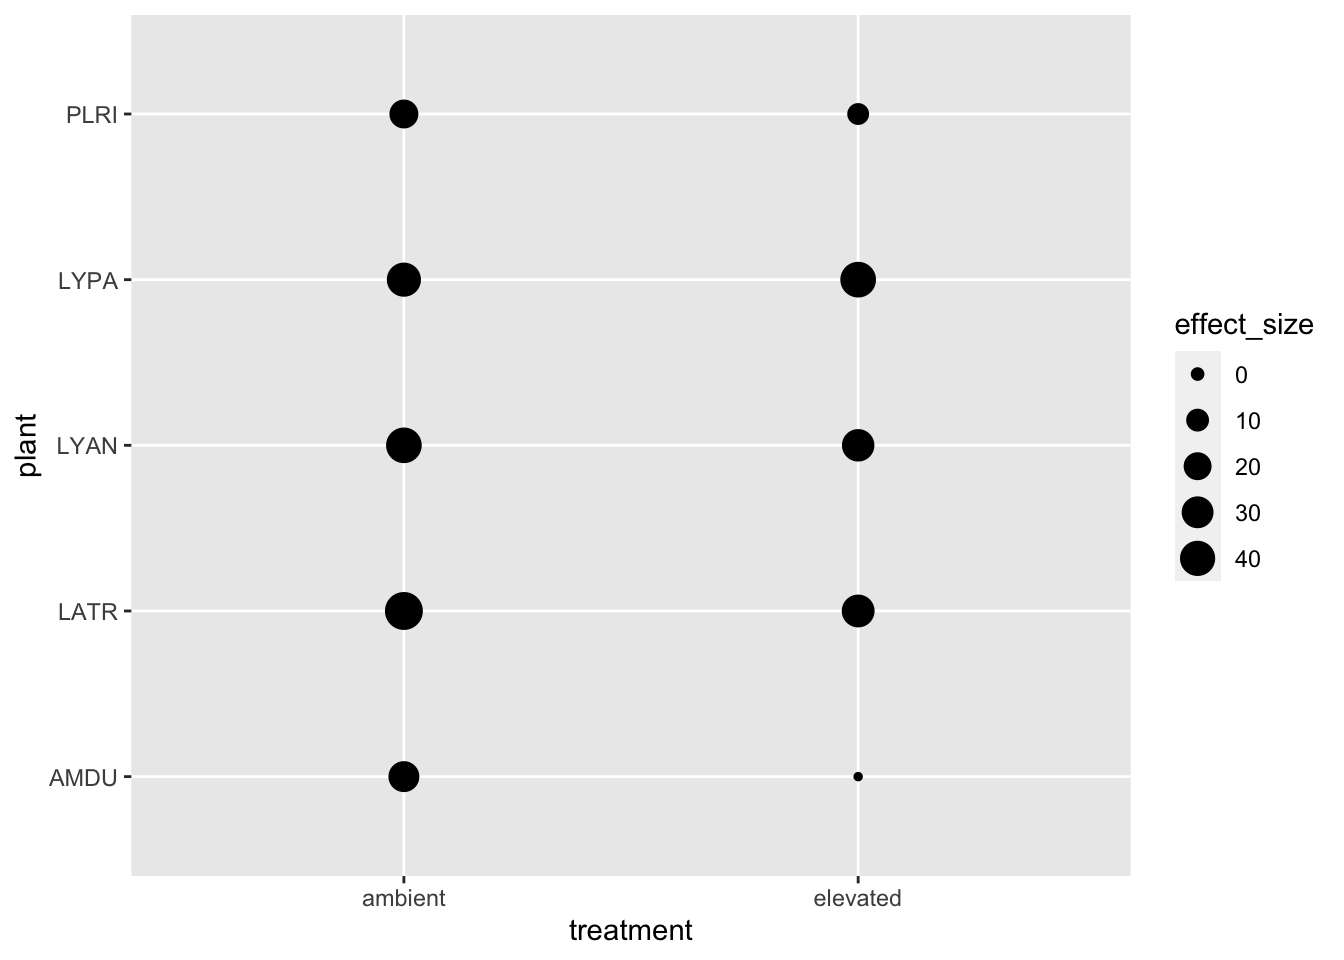 PLRI
LYPA
LYAN
LATR
AMDU
plant
ambient
elevated
treatment
effect_size
0
10
20
30
40